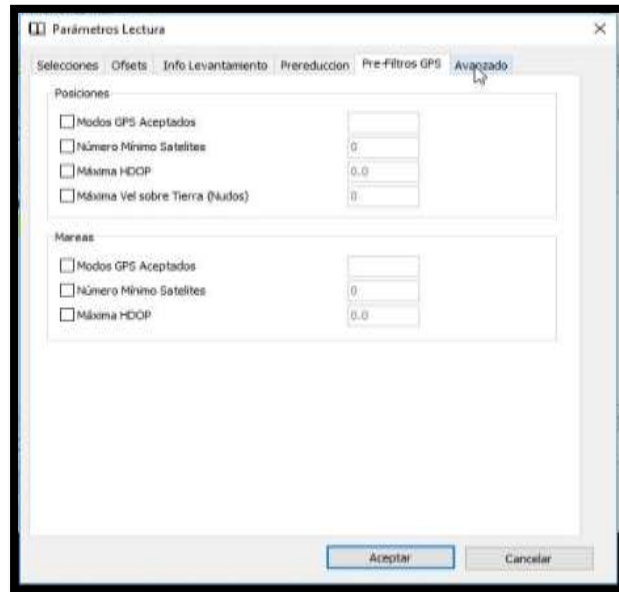 Parámetros Lectura
Selecciones Ofsets Info Levantamiento Prereduccion Pre-Filtros GPS Avanzado
Posiciones
Modos GPS Aceptados
Número Mínimo Satelites 0
Máxima HDOP 0.0
Máxima Vel sobre Tierra (Nudos) 0
Mareas
Modos GPS Aceptados
Número Mínimo Satelites 0
Máxima HDOP 0.0
Aceptar Cancelar